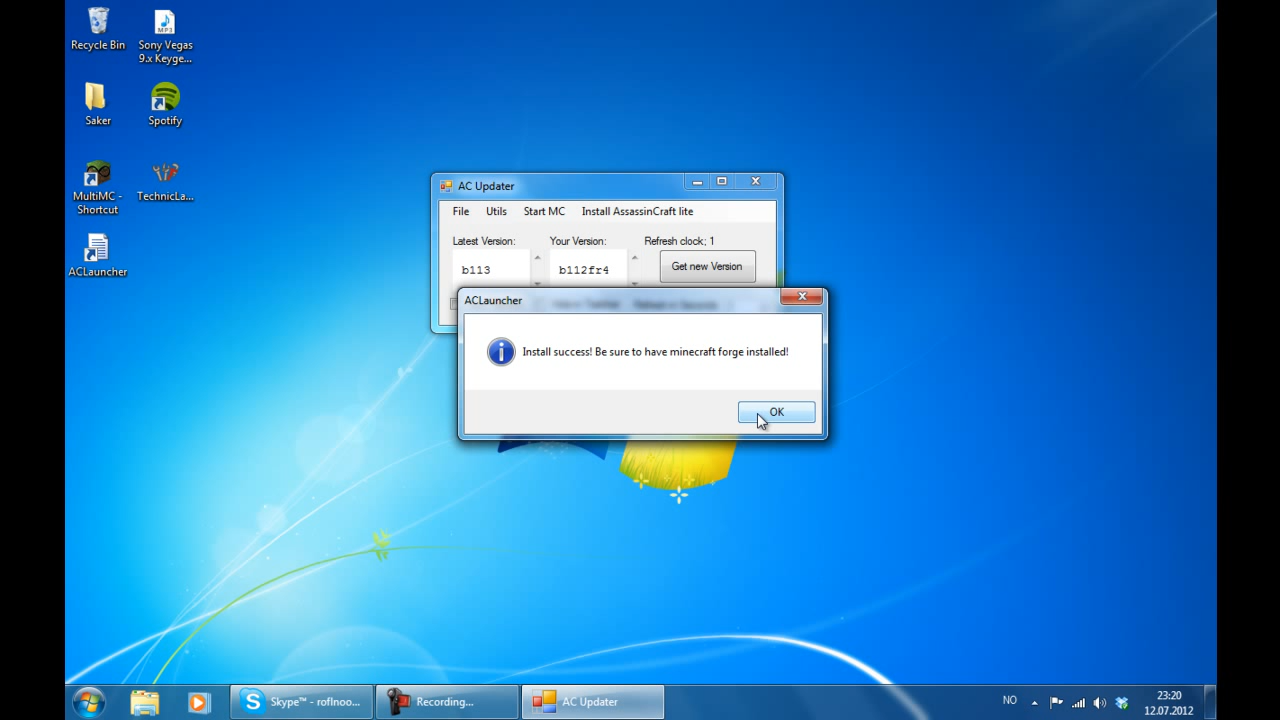 Recycle Bin
MP3
Sony Vegas
9.x Keyge...
Saker
Spotify
MultiMC -
Shortcut
TechnicLa...
ACLauncher
AC Updater
File Utils Start MC Install AssassinCraft lite
Latest Version: Your Version: Refresh clock; 1
b113 b112fr4 Get new Version
ACLauncher
Install success! Be sure to have minecraft forge installed!
OK
Skype™ - roflnoo...
Recording...
AC Updater
NO
23:20
12.07.2012